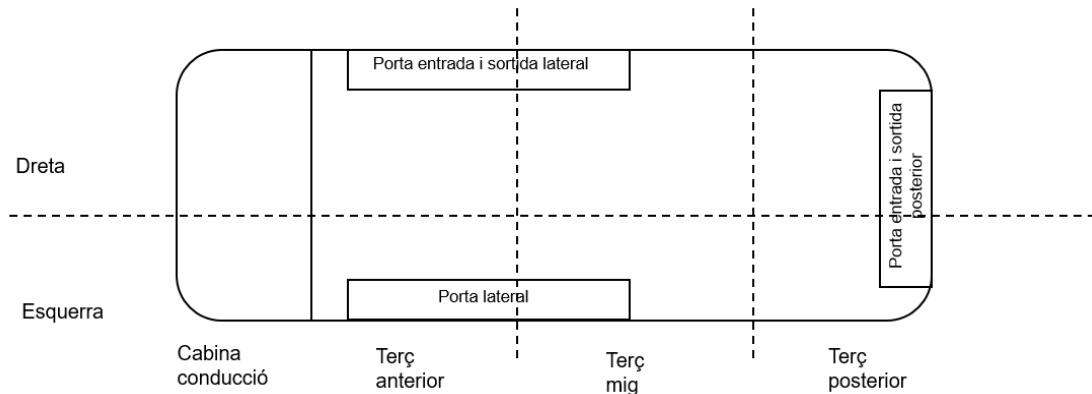 Porta entrada i sortida lateral
Dreta
Porta entrada i sortida
posterior
Porta lateral
Esquerra
Cabina
conducció
Terç
anterior
Terç
mig
Terç
posterior